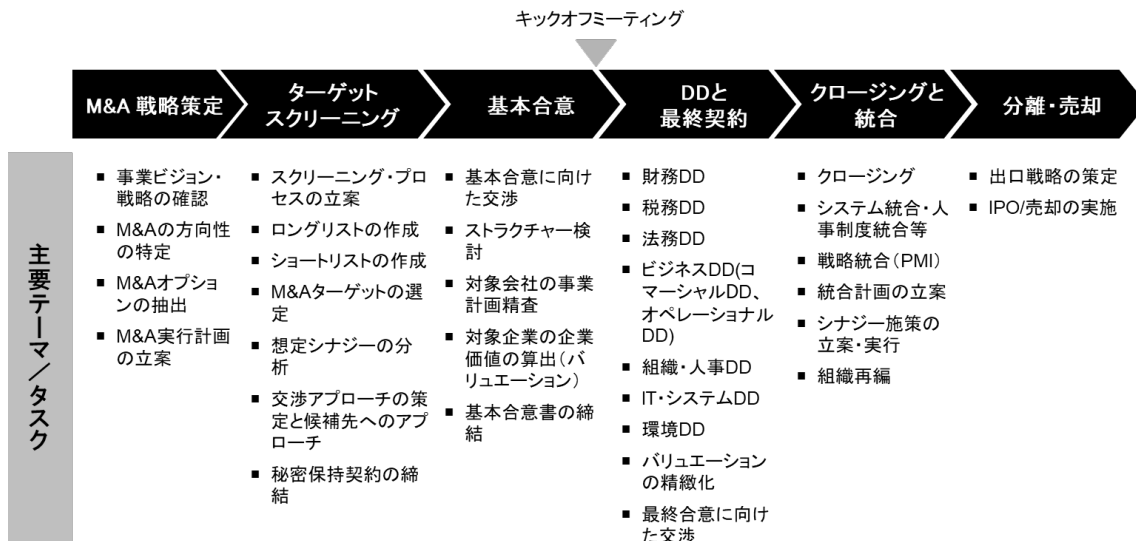 キックオフミーティング
M&A 戦略策定
ターゲット
スクリーニング
基本合意
DDと
最終契約
クロージングと
統合
分離・売却
主要テーマ／タスク
■ 事業ビジョン・
戦略の確認
■ M&Aの方向性
の特定
■ M&Aオプショ
ンの抽出
■ M&A実行計画
の立案
■ スクリーニング・プロ
セスの立案
■ ロングリストの作成
■ ショートリストの作成
■ M&Aターゲットの選
定
■ 想定シナジーの分
析
■ 交渉アプローチの策
定と候補先へのアプ
ローチ
■ 秘密保持契約の締
結
■ 基本合意に向け
た交渉
■ ストラクチャー検
討
■ 対象会社の事業
計画精査
■ 対象企業の企業
価値の算出（バ
リュエーション）
■ 基本合意書の締
結
■ 財務DD
■ 税務DD
■ 法務DD
■ ビジネスDD(コ
マーシャルDD、
オペレーショナル
DD)
■ 組織・人事DD
■ IT・システムDD
■ 環境DD
■ バリュエーション
の精緻化
■ 最終合意に向け
た交渉
■ クロージング
■ システム統合・人
事制度統合等
■ 戦略統合（PMI）
■ 統合計画の立案
■ シナジー施策の
立案・実行
■ 組織再編
■ 出口戦略の策定
■ IPO/売却の実施